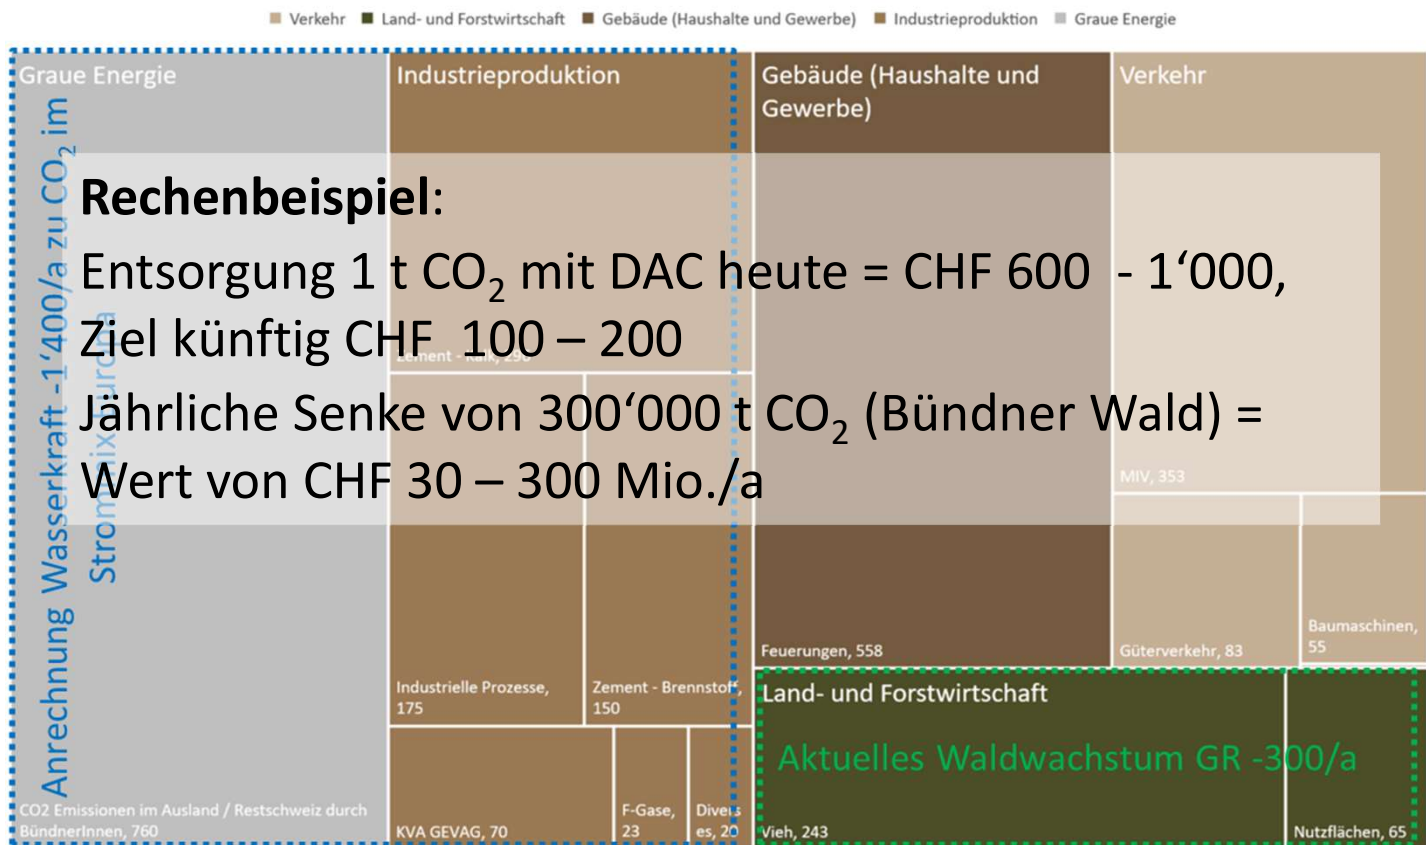 Verkehr Land- und Forstwirtschaft Gebäude (Haushalte und Gewerbe) Industrieproduktion Graue Energie
Graue Energie
Industrieproduktion
Gebäude (Haushalte und
Gewerbe)
Verkehr
Anrechnung Wasserkraft -1‘400/a zu CO₂ im
Strommix Europa
Rechenbeispiel:
Entsorgung 1 t CO₂ mit DAC heute = CHF 600 - 1‘000,
Ziel künftig CHF 100 – 200
Jährliche Senke von 300‘000 t CO₂ (Bündner Wald) =
Wert von CHF 30 – 300 Mio./a
Zement - Kalk,
MIV, 353
Feuerungen, 558
Güterverkehr, 83
Baumaschinen,
55
Industrielle Prozesse,
175
Zement - Brennstoff,
150
Land- und Forstwirtschaft
Aktuelles Waldwachstum GR -300/a
CO2 Emissionen im Ausland / Restschweiz durch
BündnerInnen, 760
KVA GEVAG, 70
F-Gase,
23
Divers
es, 20
Vieh, 243
Nutzflächen, 65